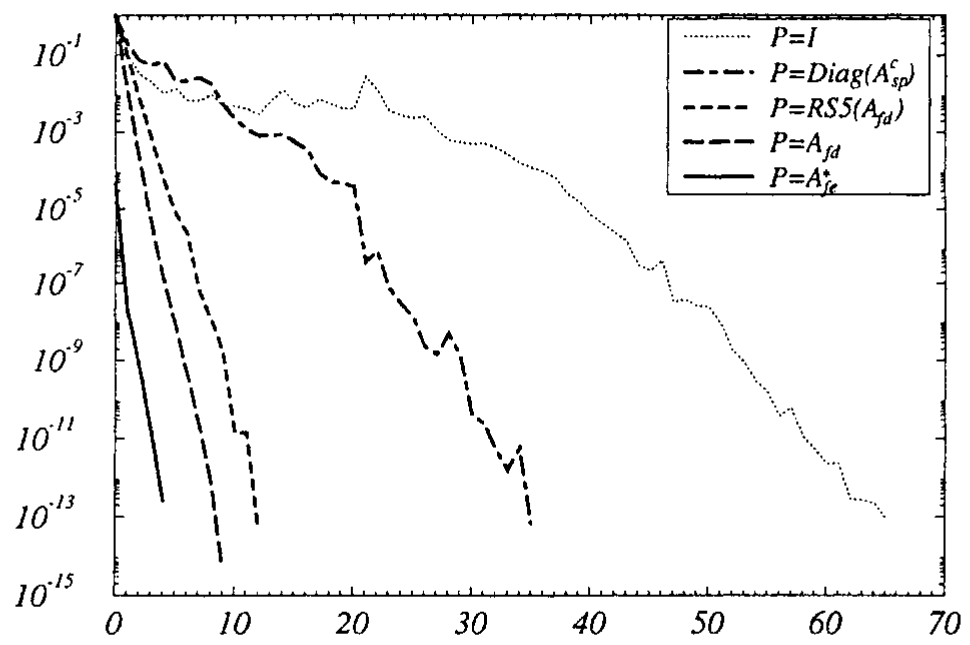 10^-1
10^-3
10^-5
10^-7
10^-9
10^-11
10^-13
10^-15
P=I
P=Diag(A^c_sp)
P=RS5(A_fd)
P=A_fd
P=A^*_fe
0 10 20 30 40 50 60 70